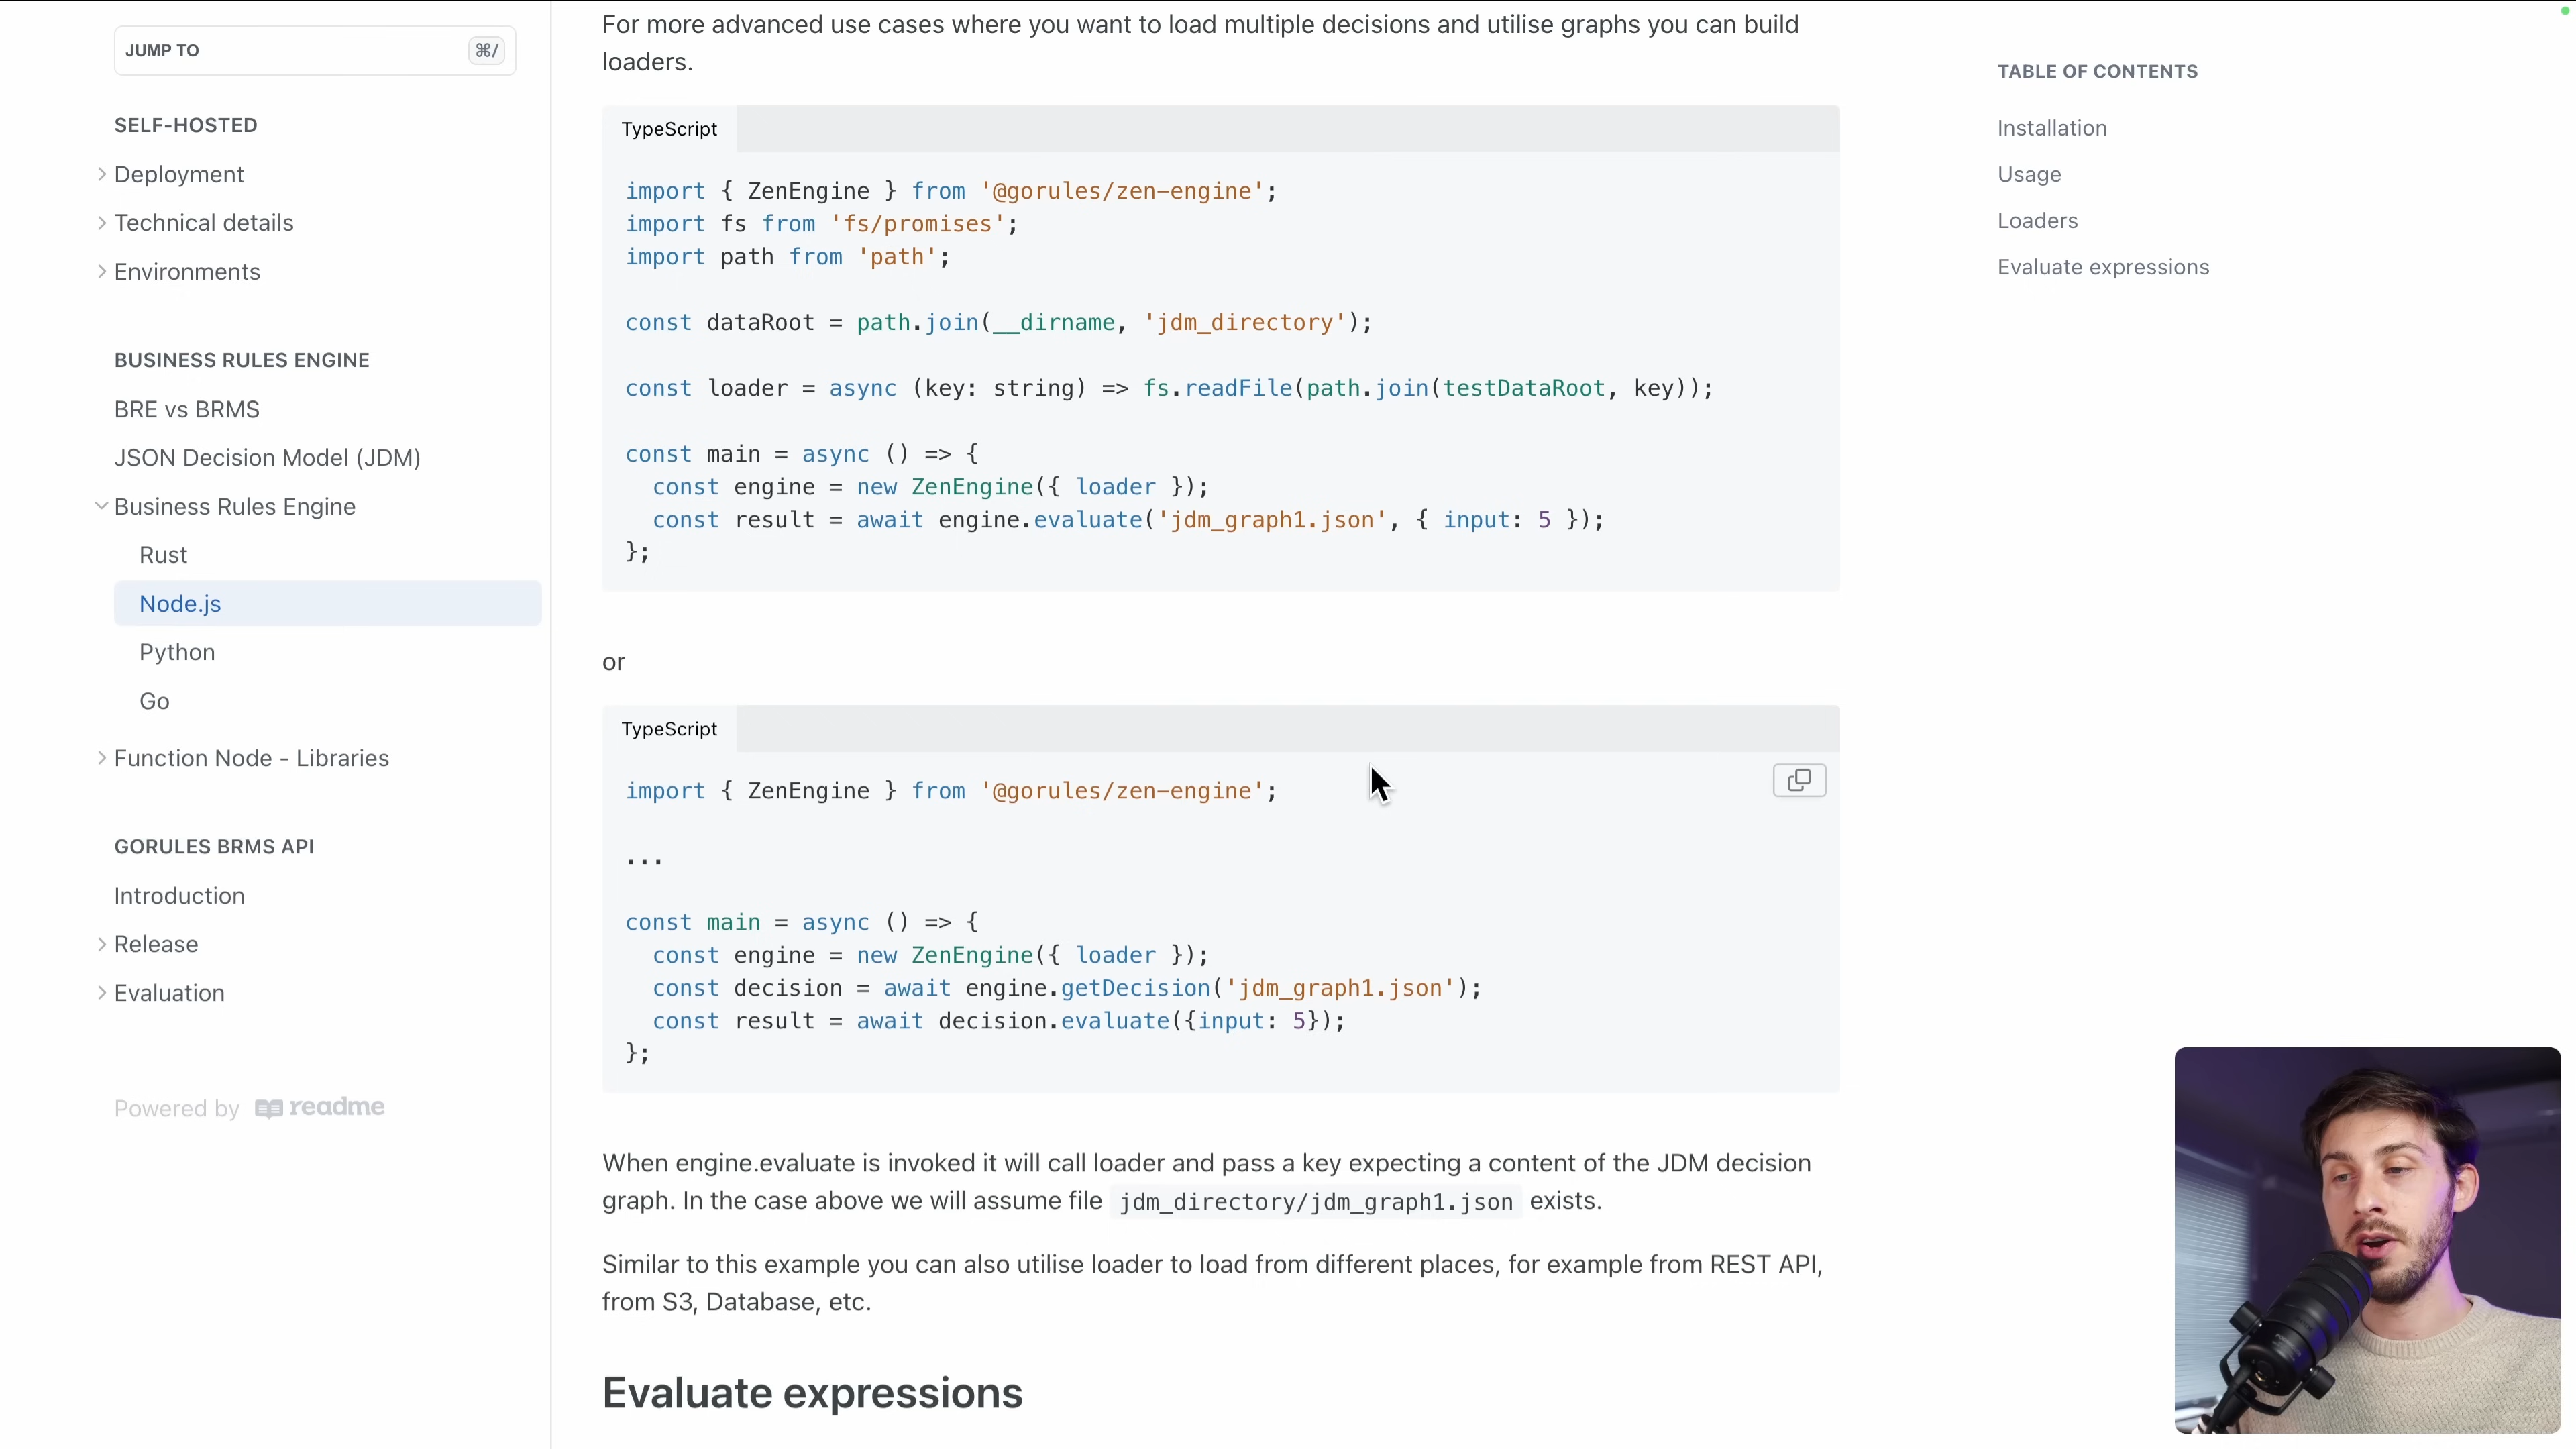 JUMP TO
⌘/
SELF-HOSTED
Deployment
Technical details
Environments
BUSINESS RULES ENGINE
BRE vs BRMS
JSON Decision Model (JDM)
Business Rules Engine
Rust
Node.js
Python
Go
Function Node - Libraries
GORULES BRMS API
Introduction
Release
Evaluation
Powered by readme
For more advanced use cases where you want to load multiple decisions and utilise graphs you can build
loaders.
TypeScript
import { ZenEngine } from '@gorules/zen-engine';
import fs from 'fs/promises';
import path from 'path';
const dataRoot = path.join(__dirname, 'jdm_directory');
const loader = async (key: string) => fs.readFile(path.join(testDataRoot, key));
const main = async () => {
  const engine = new ZenEngine({ loader });
  const result = await engine.evaluate('jdm_graph1.json', { input: 5 });
};
or
TypeScript
import { ZenEngine } from '@gorules/zen-engine';
...
const main = async () => {
  const engine = new ZenEngine({ loader });
  const decision = await engine.getDecision('jdm_graph1.json');
  const result = await decision.evaluate({input: 5});
};
When engine.evaluate is invoked it will call loader and pass a key expecting a content of the JDM decision
graph. In the case above we will assume file jdm_directory/jdm_graph1.json exists.
Similar to this example you can also utilise loader to load from different places, for example from REST API,
from S3, Database, etc.
Evaluate expressions
TABLE OF CONTENTS
Installation
Usage
Loaders
Evaluate expressions